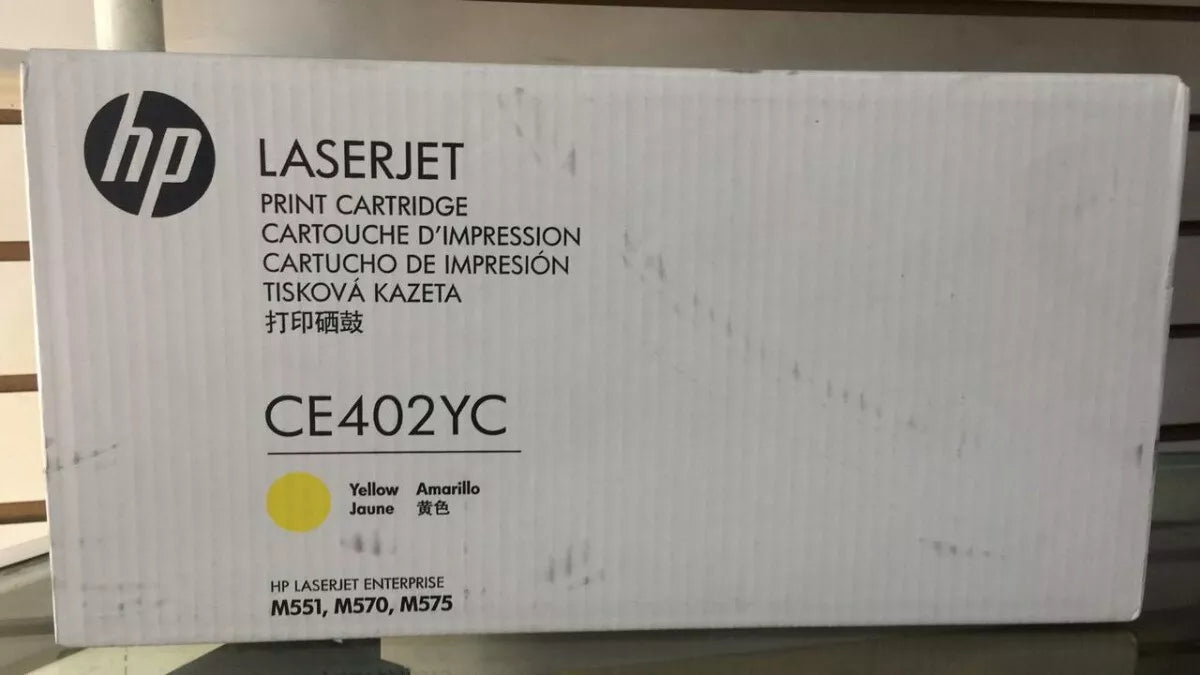 hp
LASERJET
PRINT CARTRIDGE
CARTOUCHE D'IMPRESSION
CARTUCHO DE IMPRESIÓN
TISKOVÁ KAZETA
打印硒鼓
CE402YC
Yellow Amarillo
Jaune 黄色
HP LASERJET ENTERPRISE
M551, M570, M575